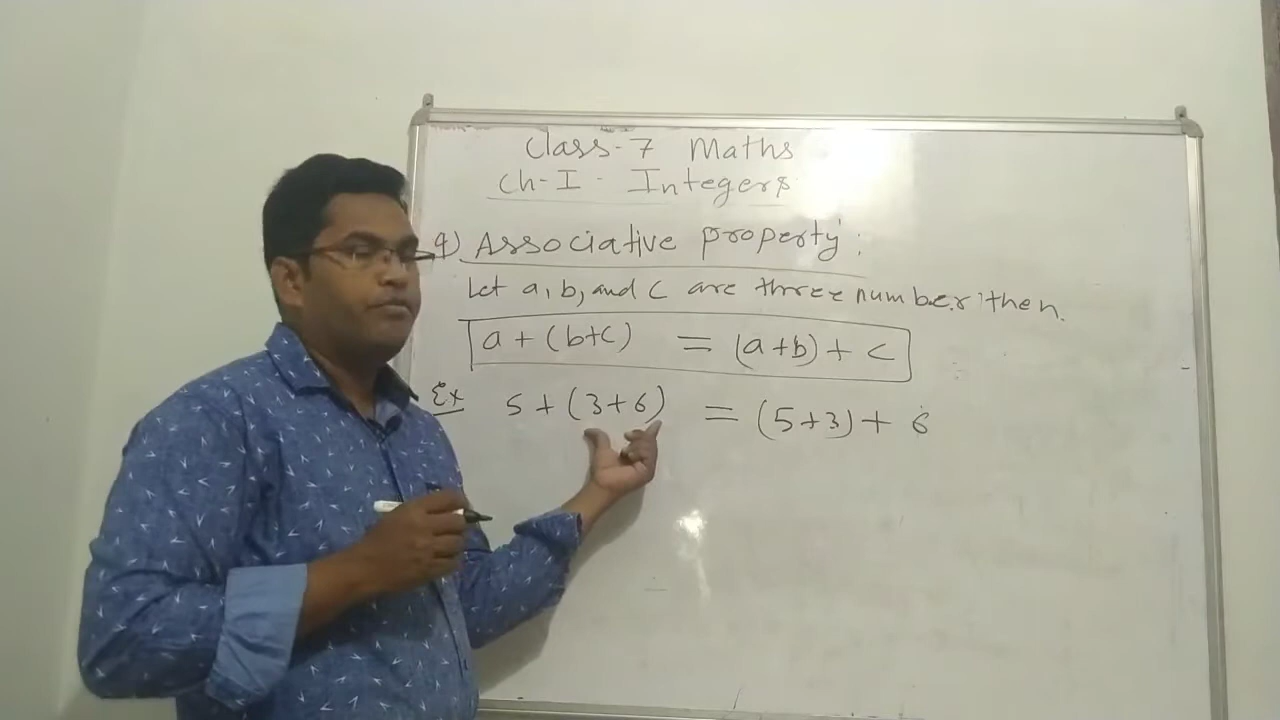 Class-7 Maths
Ch-I - Integers
4) Associative property:
Let a, b, and c are three number then.
a + (b+c) = (a+b) + c
Ex 5 + (3+6) = (5+3) + 6